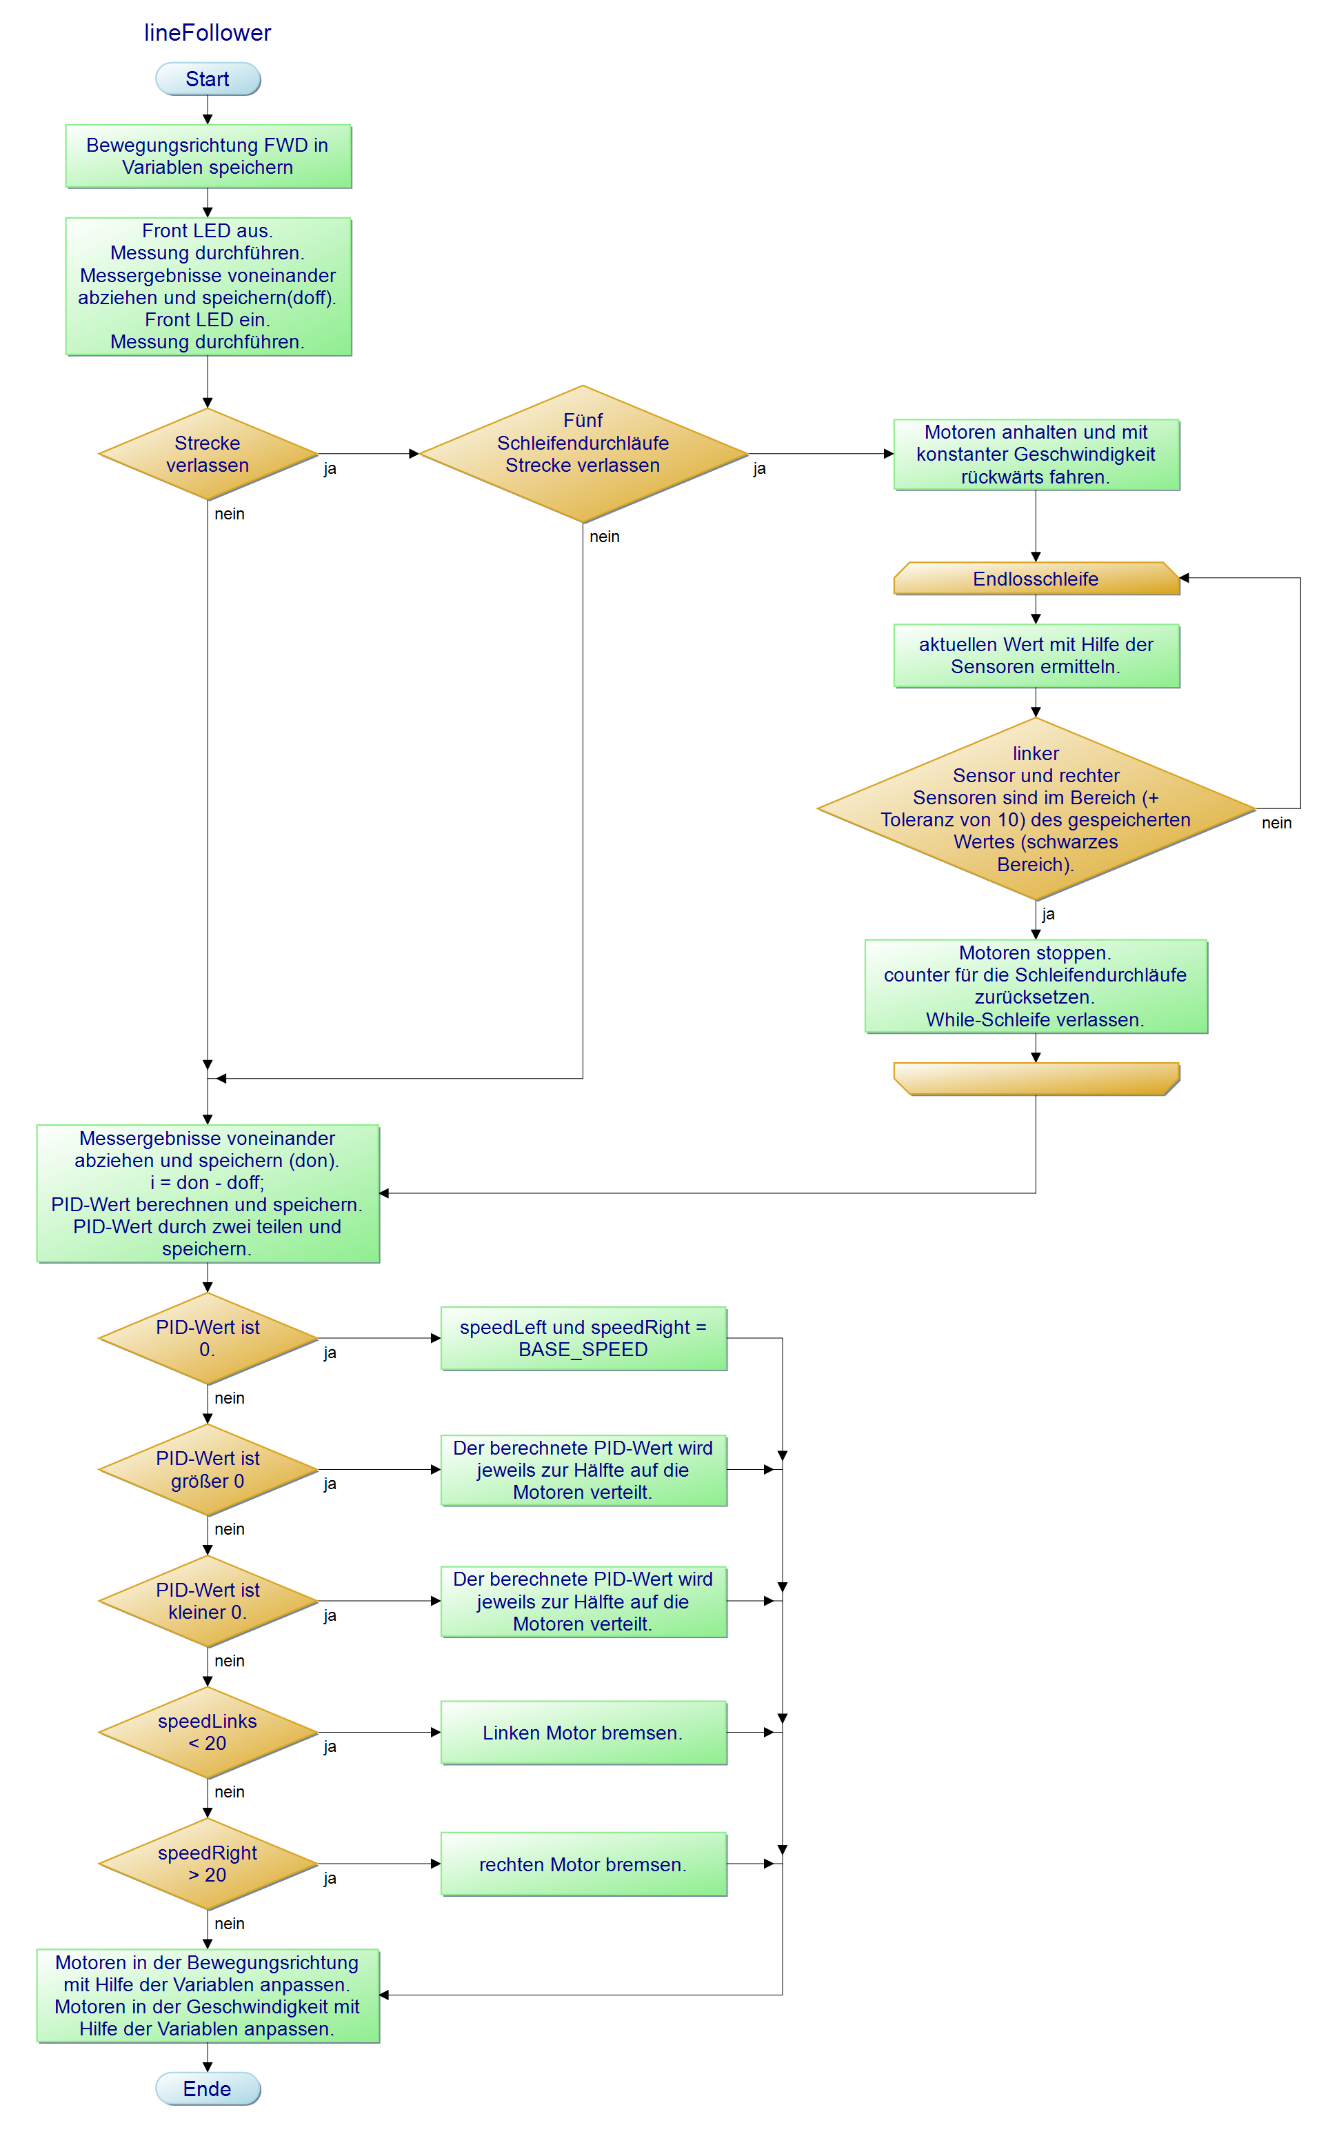 lineFollower
Start
Bewegungsrichtung FWD in
Variablen speichern
Front LED aus.
Messung durchführen.
Messergebnisse voneinander
abziehen und speichern(doff).
Front LED ein.
Messung durchführen.
Strecke
verlassen
ja
nein
Fünf
Schleifendurchläufe
Strecke verlassen
ja
nein
Motoren anhalten und mit
konstanter Geschwindigkeit
rückwärts fahren.
Endlosschleife
aktuellen Wert mit Hilfe der
Sensoren ermitteln.
linker
Sensor und rechter
Sensoren sind im Bereich (+
Toleranz von 10) des gespeicherten
Wertes (schwarzes
Bereich).
nein
ja
Motoren stoppen.
counter für die Schleifendurchläufe
zurücksetzen.
While-Schleife verlassen.
Messergebnisse voneinander
abziehen und speichern (don).
i = don - doff;
PID-Wert berechnen und speichern.
PID-Wert durch zwei teilen und
speichern.
PID-Wert ist
0.
ja
nein
speedLeft und speedRight =
BASE_SPEED
PID-Wert ist
größer 0
ja
nein
Der berechnete PID-Wert wird
jeweils zur Hälfte auf die
Motoren verteilt.
PID-Wert ist
kleiner 0.
ja
nein
Der berechnete PID-Wert wird
jeweils zur Hälfte auf die
Motoren verteilt.
speedLinks
< 20
ja
nein
Linken Motor bremsen.
speedRight
> 20
ja
nein
rechten Motor bremsen.
Motoren in der Bewegungsrichtung
mit Hilfe der Variablen anpassen.
Motoren in der Geschwindigkeit mit
Hilfe der Variablen anpassen.
Ende